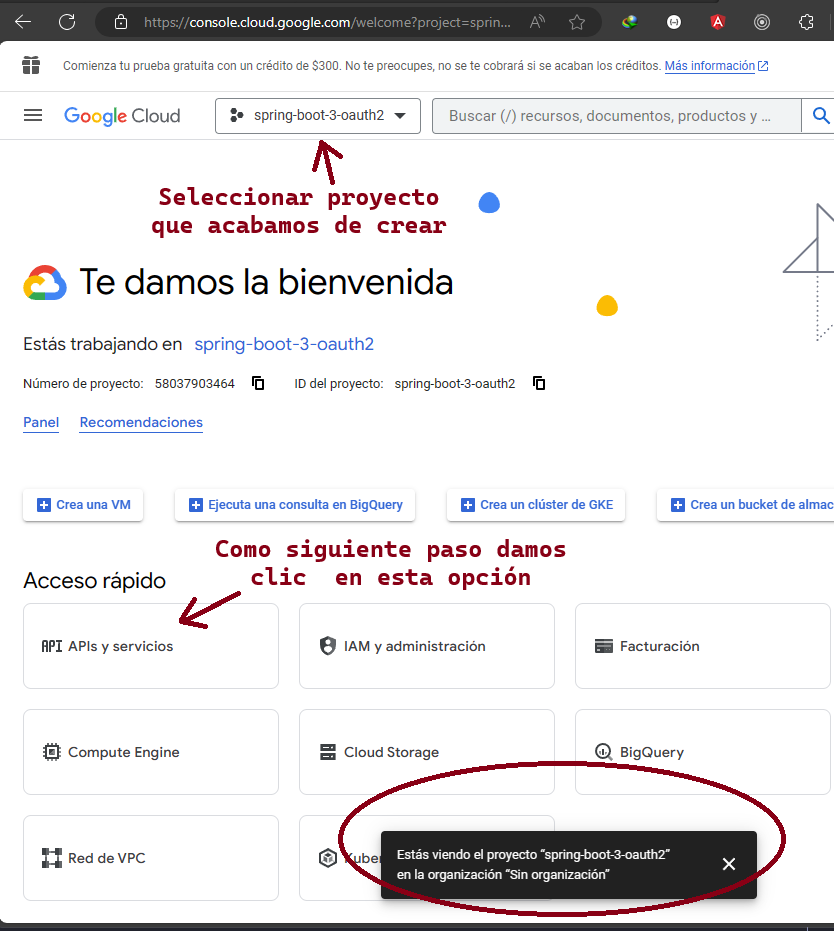 https://console.cloud.google.com/welcome?project=sprin...
Comienza tu prueba gratuita con un crédito de $300. No te preocupes, no se te cobrará si se acaban los créditos. Más información
Google Cloud
spring-boot-3-oauth2
Buscar (/) recursos, documentos, productos y ...
Seleccionar proyecto
que acabamos de crear
Te damos la bienvenida
Estás trabajando en spring-boot-3-oauth2
Número de proyecto: 58037903464 ID del proyecto: spring-boot-3-oauth2
Panel Recomendaciones
Crea una VM Ejecuta una consulta en BigQuery Crea un clúster de GKE Crea un bucket de almac
Como siguiente paso damos
clic en esta opción
Acceso rápido
API APIs y servicios IAM y administración Facturación
Compute Engine Cloud Storage BigQuery
Red de VPC Kuber
Estás viendo el proyecto “spring-boot-3-oauth2”
en la organización “Sin organización”